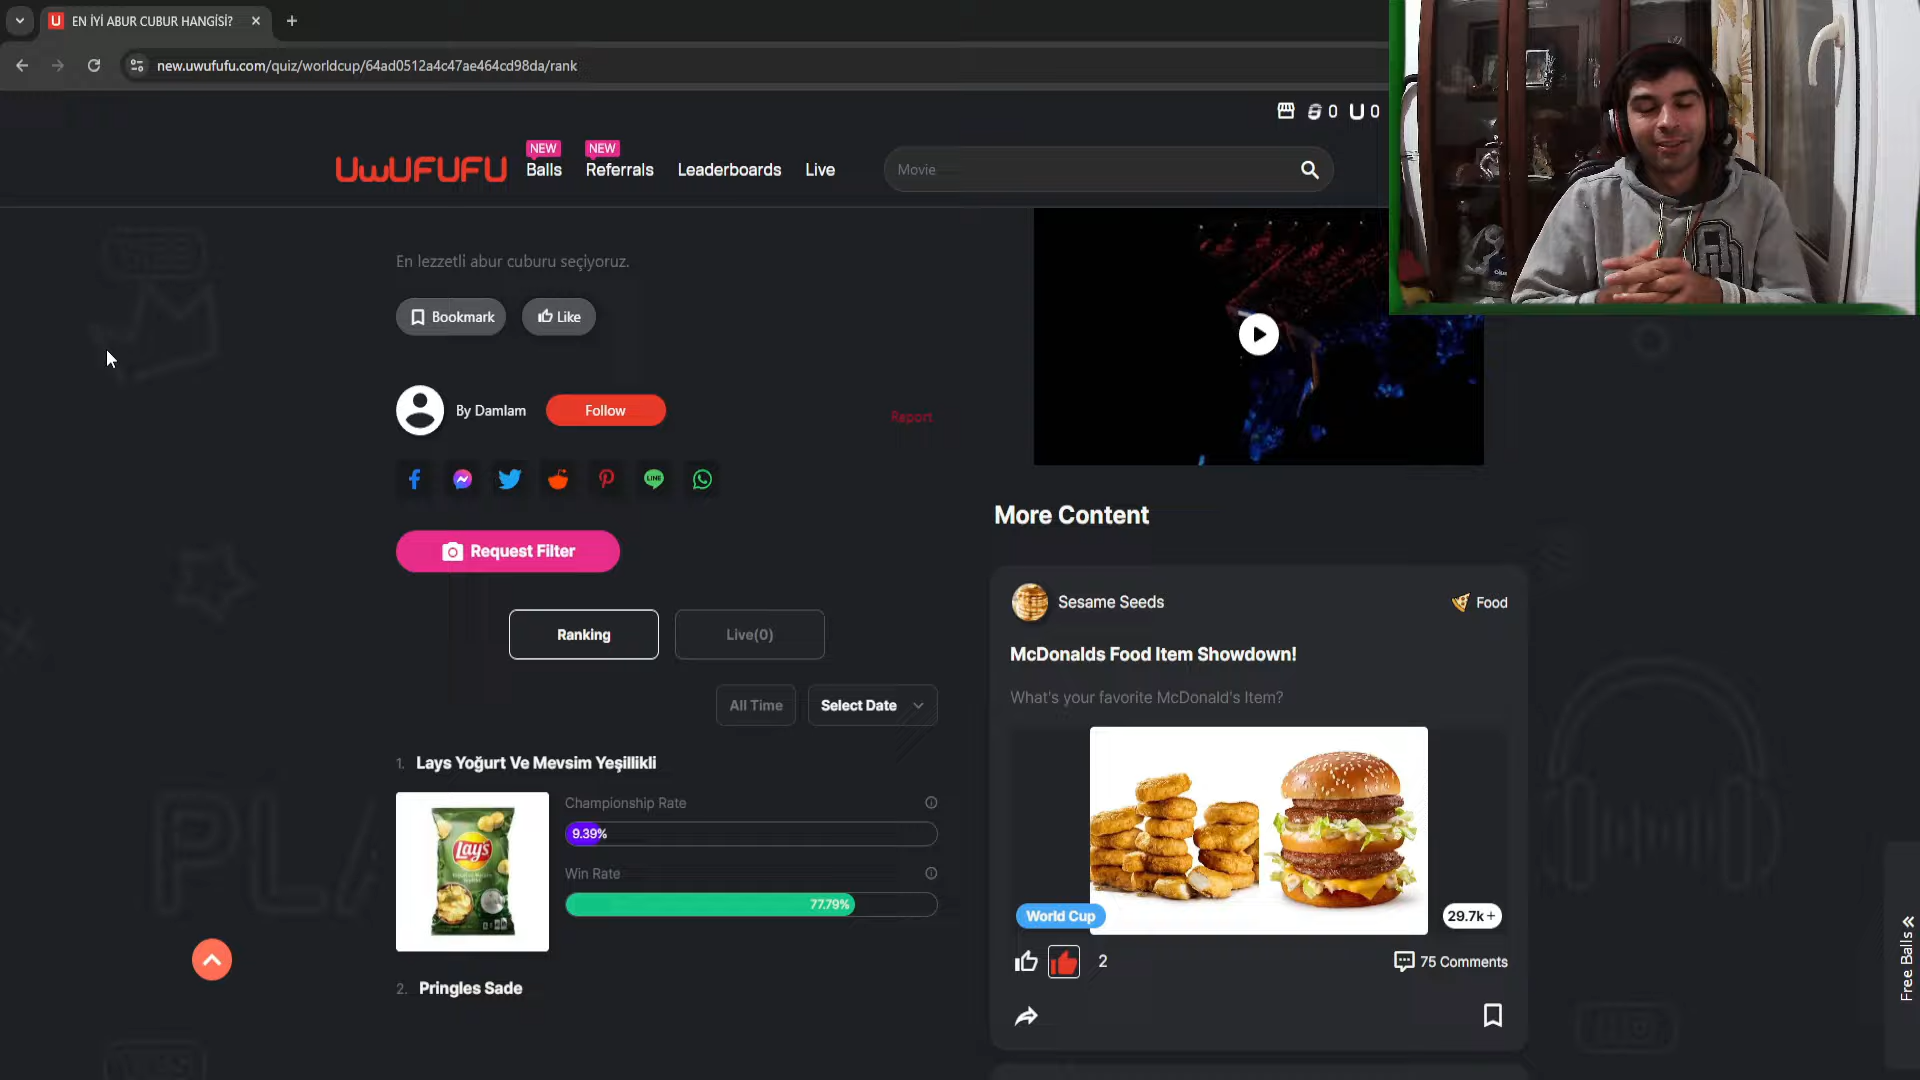 EN İYİ ABUR CUBUR HANGİSİ?
new.uwufufu.com/quiz/worldcup/64ad0512a4c47ae464cd98da/rank
0 0
UwUFUFU
NEW
Balls
NEW
Referrals
Leaderboards
Live
Movie
En lezzetli abur cuburu seçiyoruz.
Bookmark
Like
By Damlam
Follow
Report
LINE
Request Filter
Ranking
Live(0)
All Time
Select Date
1. Lays Yoğurt Ve Mevsim Yeşillikli
Lay's
Championship Rate
9.39%
Win Rate
77.79%
2. Pringles Sade
More Content
Sesame Seeds
Food
McDonalds Food Item Showdown!
What's your favorite McDonald's Item?
World Cup
29.7k+
2
75 Comments
Free Balls